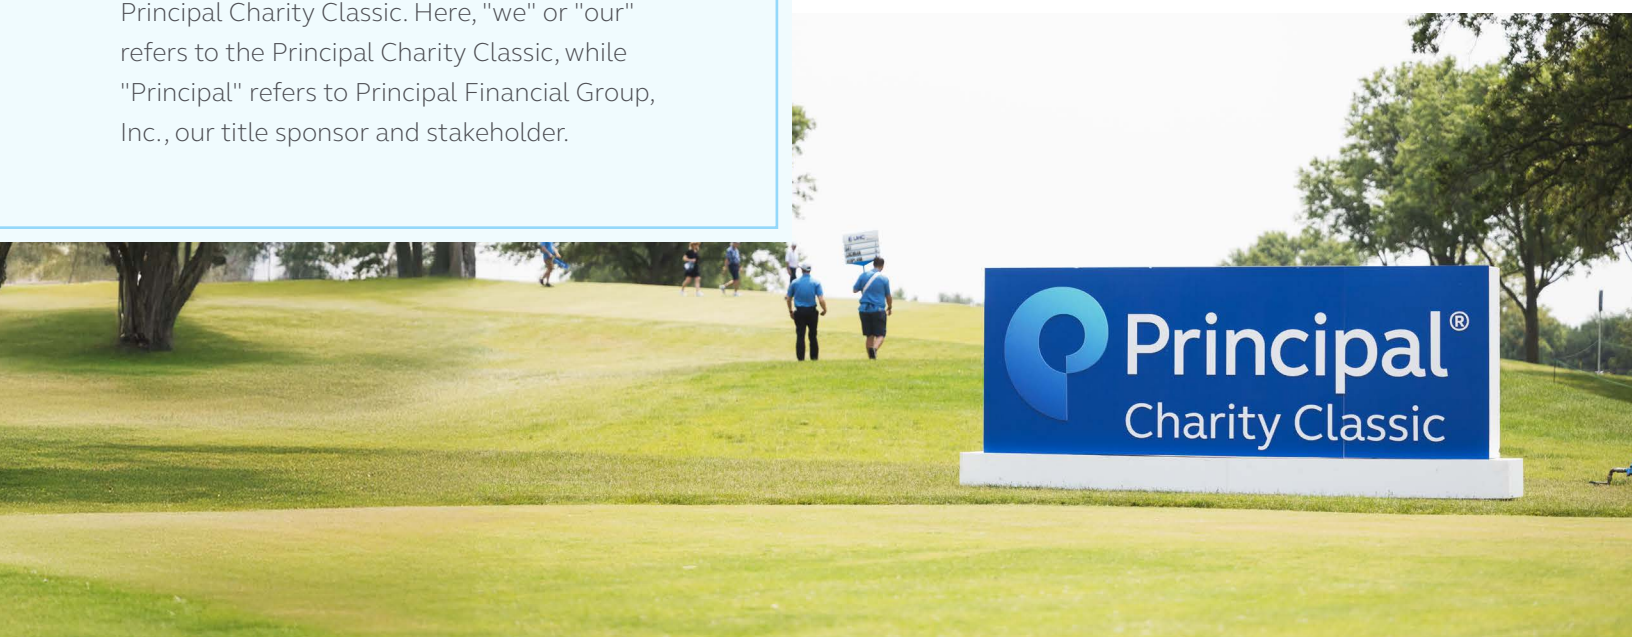 Principal Charity Classic. Here, "we" or "our"
refers to the Principal Charity Classic, while
"Principal" refers to Principal Financial Group,
Inc., our title sponsor and stakeholder.
Principal®
Charity Classic